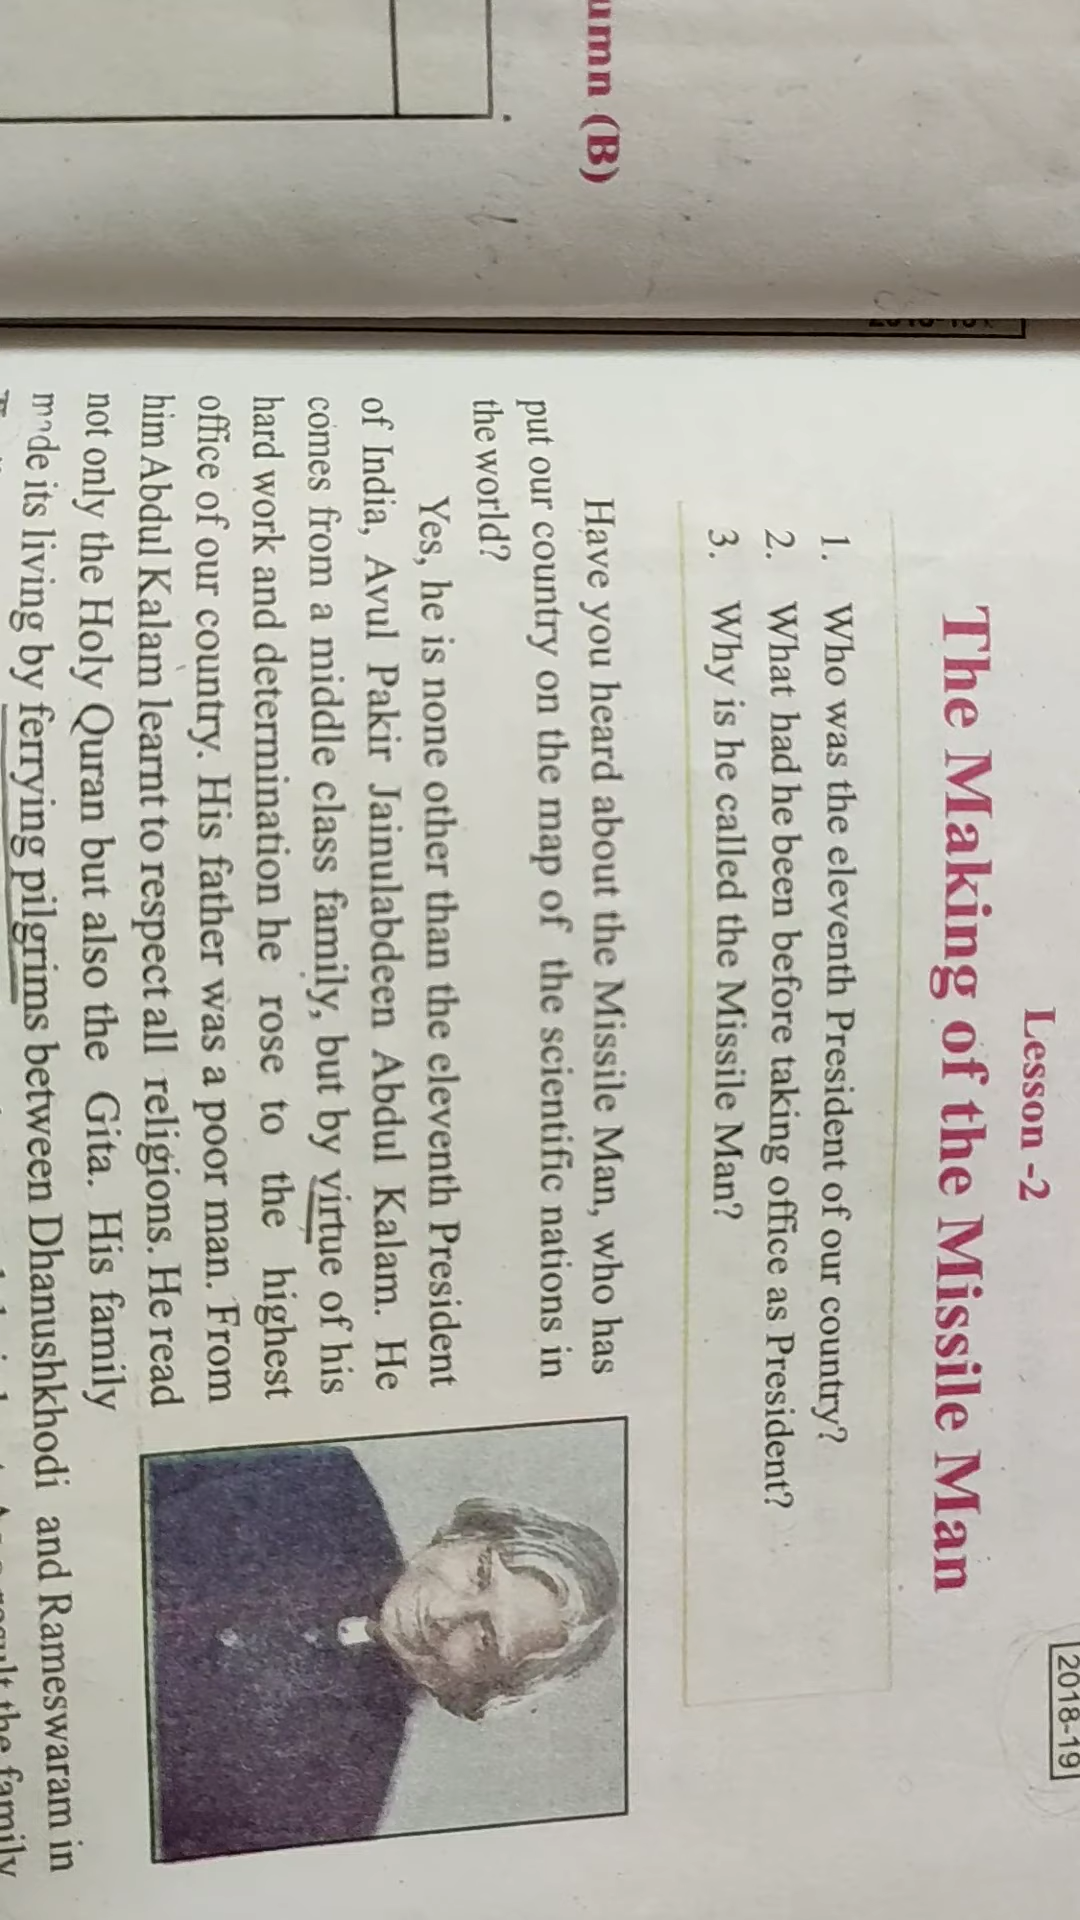 umn (B)
2018-19
Lesson -2
The Making of the Missile Man
1. Who was the eleventh President of our country?
2. What had he been before taking office as President?
3. Why is he called the Missile Man?
Have you heard about the Missile Man, who has
put our country on the map of the scientific nations in
the world?
Yes, he is none other than the eleventh President
of India, Avul Pakir Jainulabdeen Abdul Kalam. He
comes from a middle class family, but by virtue of his
hard work and determination he rose to the highest
office of our country. His father was a poor man. From
him Abdul Kalam learnt to respect all religions. He read
not only the Holy Quran but also the Gita. His family
made its living by ferrying pilgrims between Dhanushkhodi and Rameswaram in
the family